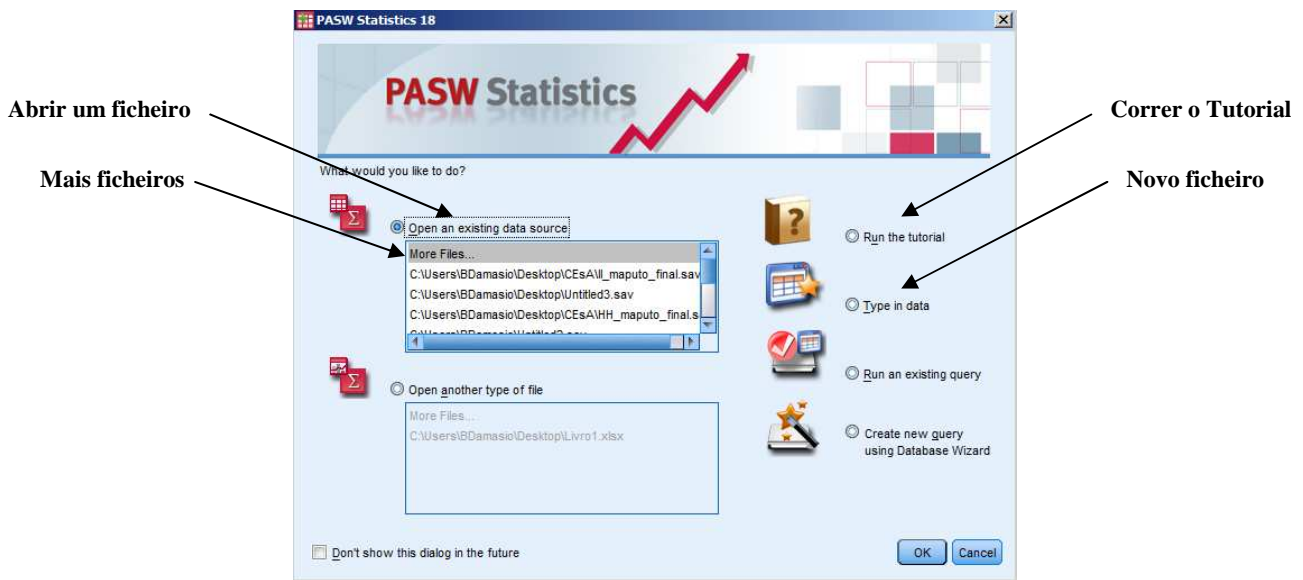 PASW Statistics 18
PASW Statistics
Abrir um ficheiro
Correr o Tutorial
What would you like to do?
Mais ficheiros
Novo ficheiro
Open an existing data source
More Files...
C:\Users\BDamasio\Desktop\CEsA\II_maputo_final.sav
C:\Users\BDamasio\Desktop\Untitled3.sav
C:\Users\BDamasio\Desktop\CEsA\HH_maputo_final.s
Open another type of file
More Files...
C:\Users\BDamasio\Desktop\Livro1.xlsx
Run the tutorial
Type in data
Run an existing query
Create new query
using Database Wizard
Don't show this dialog in the future
OK
Cancel